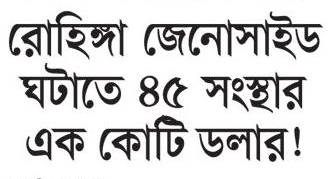 রোহিঙ্গা জেনোসাইড
ঘটাতে ৪৫ সংস্থার
এক কোটি ডলার!